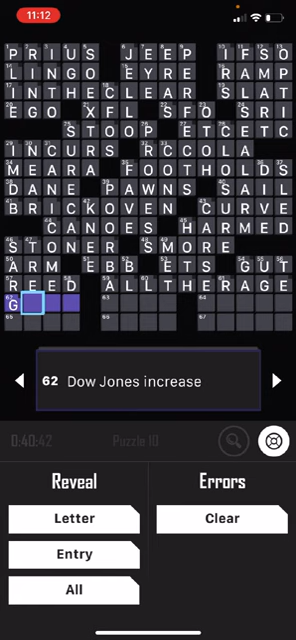 11:12
PRIUS JEEP IFSO
LINGO EYRE RAMP
INTHECLEAR SLAT
EGO XFL SFO SRI
STOOP ETCETC
INCURS RCCOLA
MEARA FOOTHOLDS
DANE PAWNS SAIL
BRICKOVEN CURVE
CANOES HARMED
STONER SMORE
ARM EBB ETS GUT
REED ALLTHERAGE
G
62 Dow Jones increase
0:40:42 Puzzle 10
Reveal Errors
Letter Clear
Entry
All